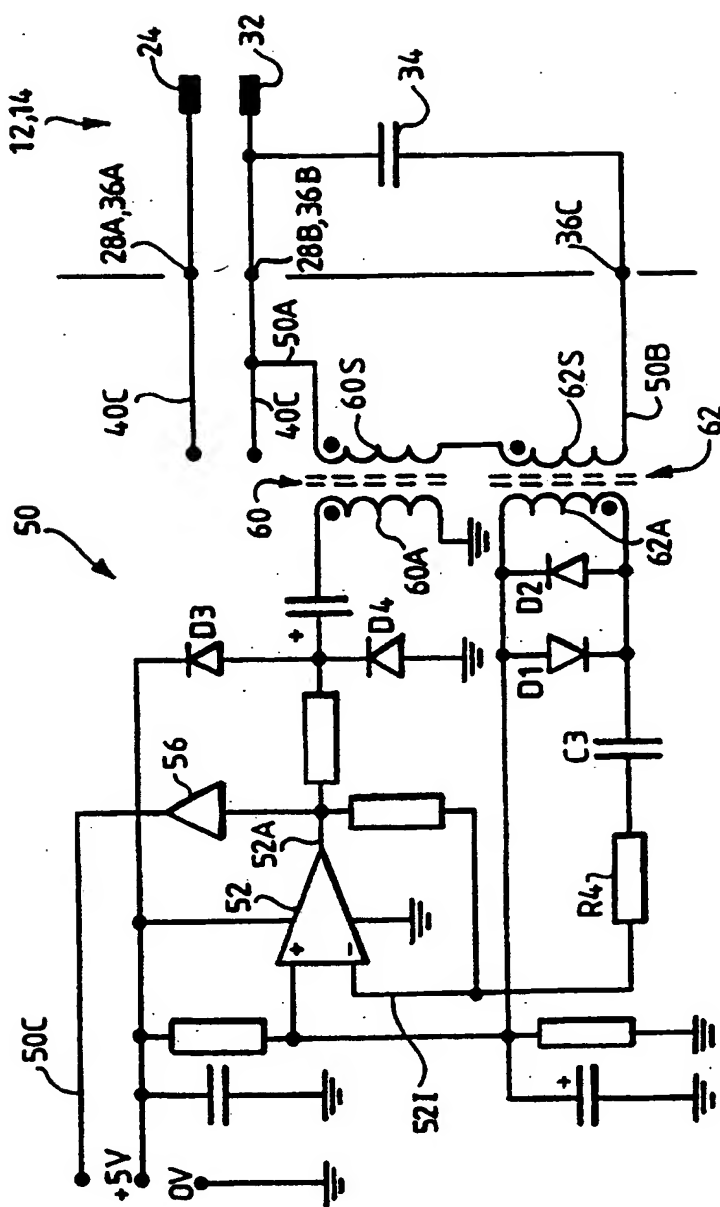 12,14
24
32
34
28A,36A
28B,36B
36C
40C
40C
50A
50B
60S
62S
60
62
60A
62A
50
D3
D4
D2
D1
C3
R4
56
52A
52
+
-
52I
50C
+5V
0V
+
+